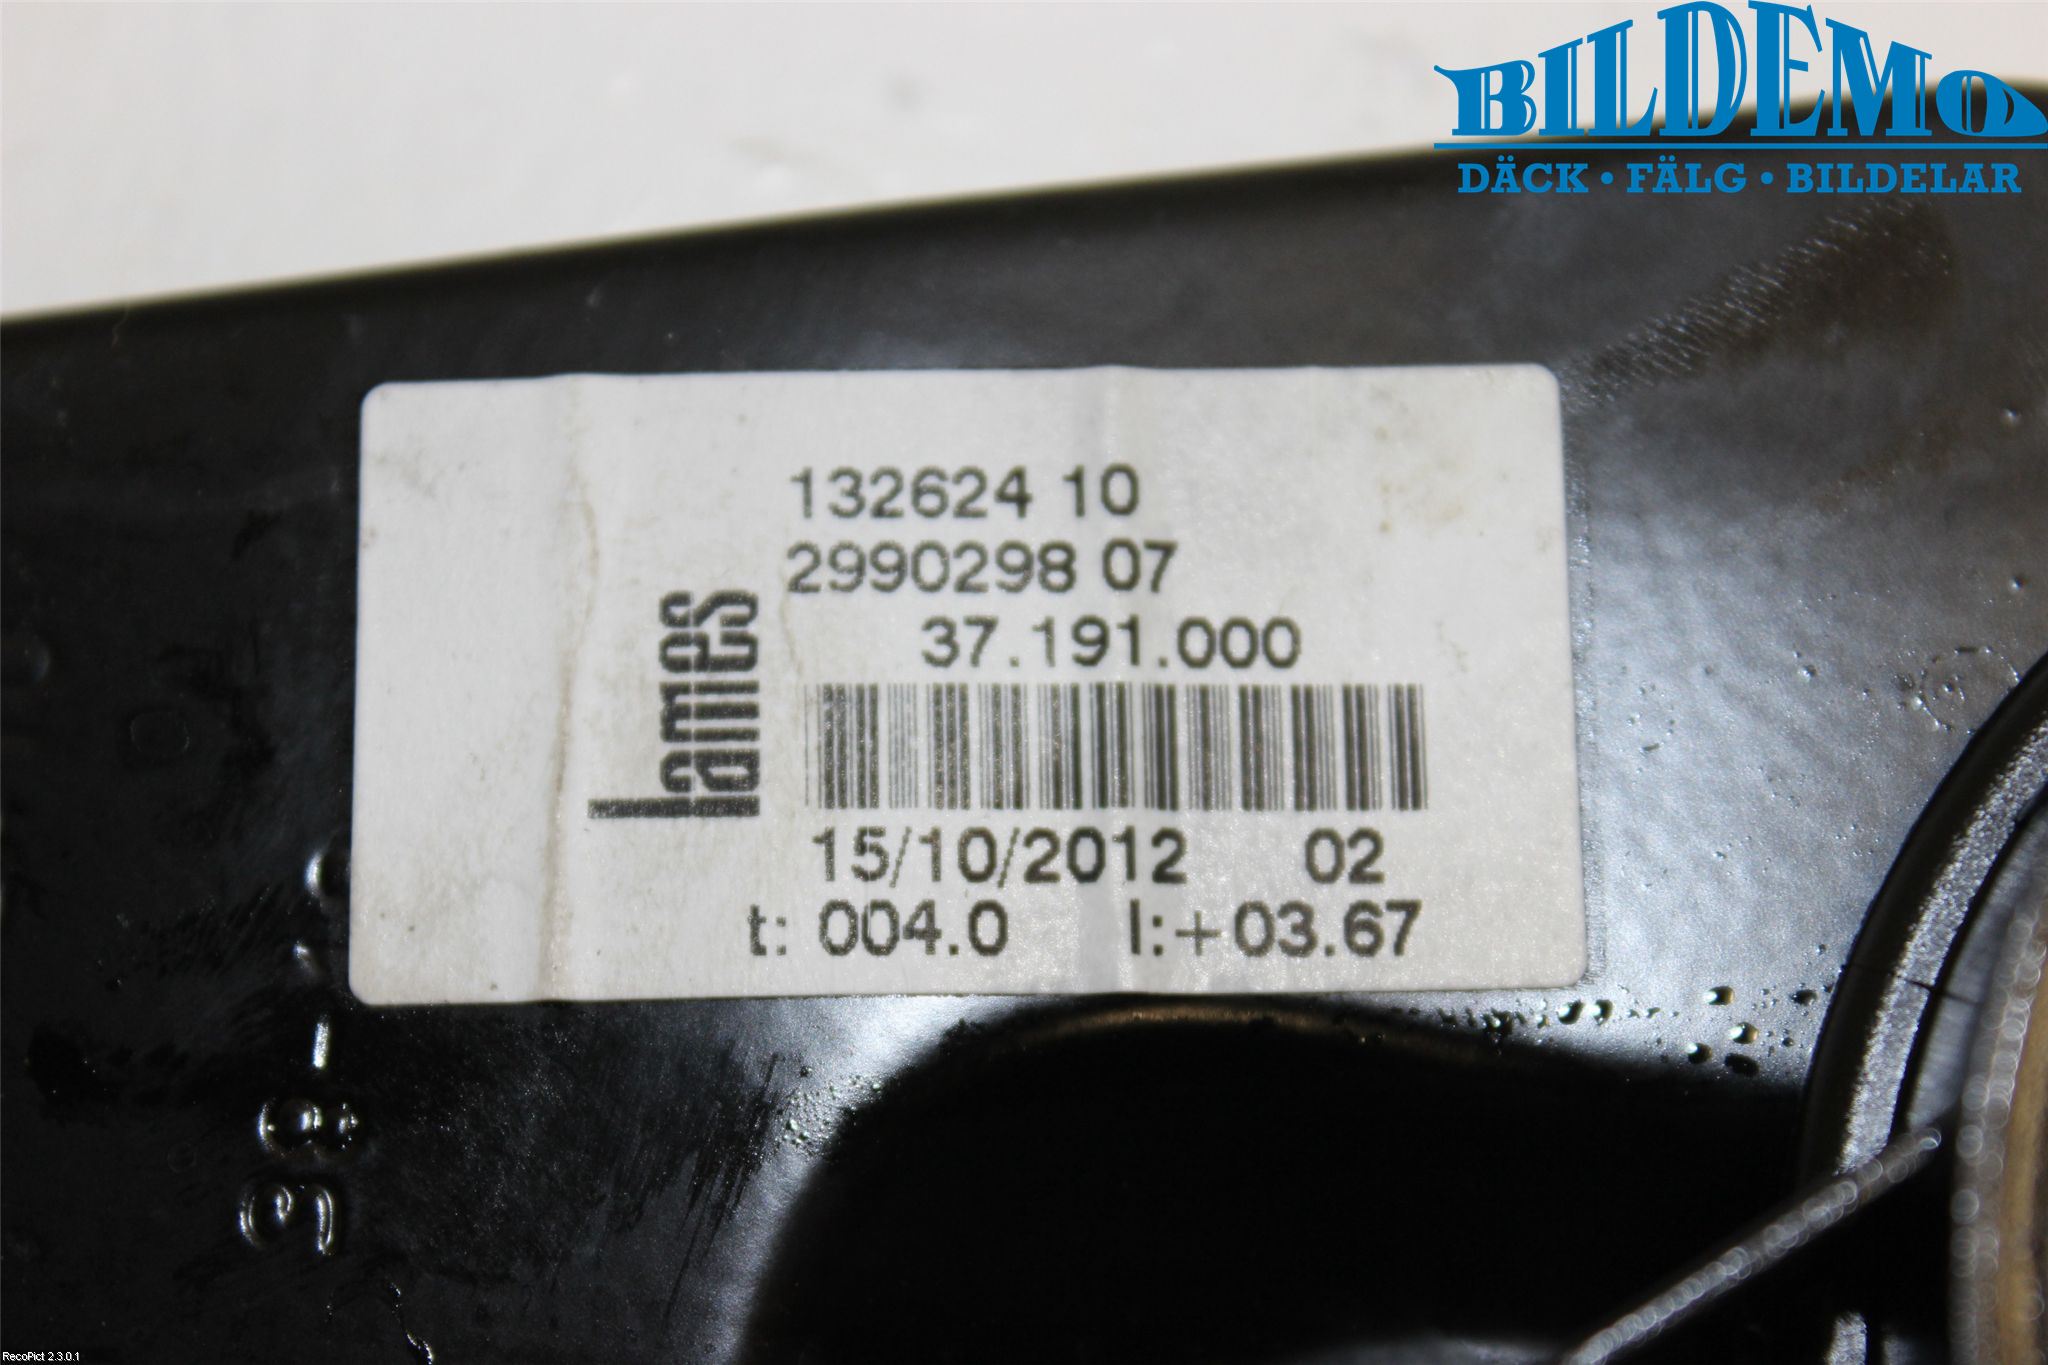 BILDEMO
DÄCK • FÄLG • BILDELAR
132624 10
2990298 07
37.191.000
Lames
15/10/2012 02
t: 004.0 l:+03.67
RecoPict 2.3.0.1